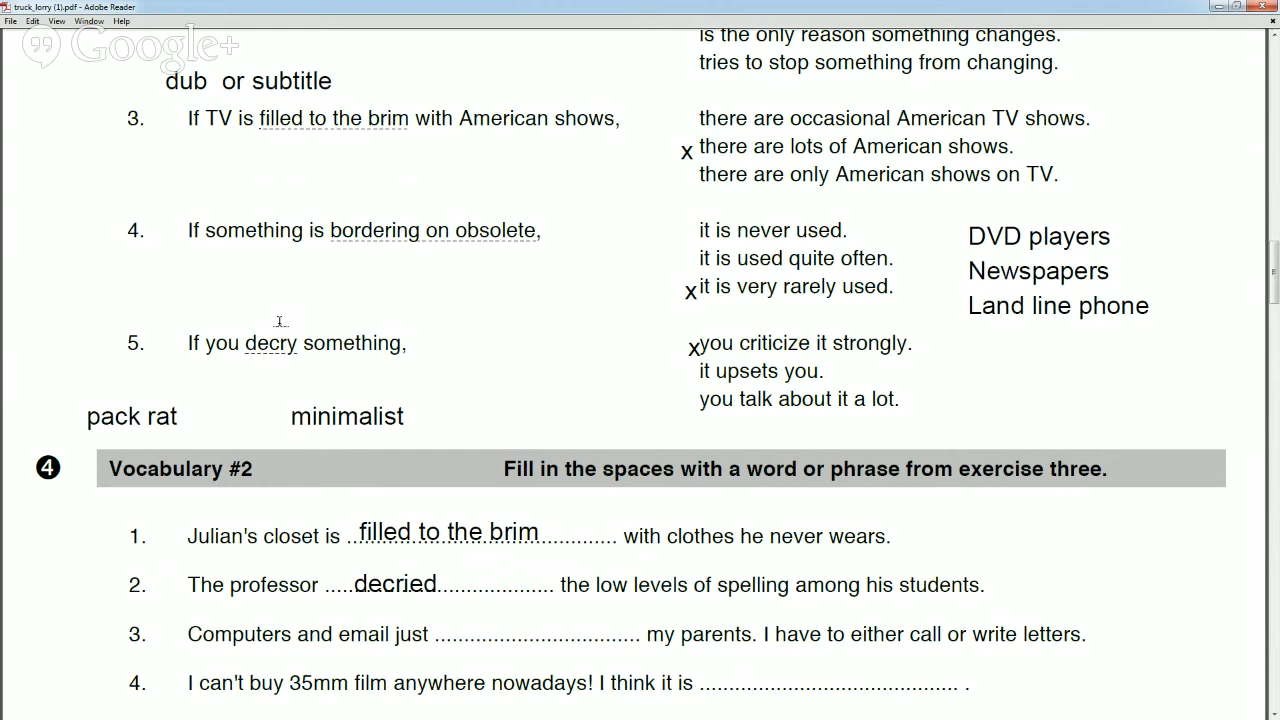 truck_lorry (1).pdf - Adobe Reader
File Edit View Window Help
Google+
is the only reason something changes.
tries to stop something from changing.
dub or subtitle
3. If TV is filled to the brim with American shows, there are occasional American TV shows.
x there are lots of American shows.
there are only American shows on TV.
4. If something is bordering on obsolete, it is never used. DVD players
it is used quite often. Newspapers
x it is very rarely used. Land line phone
5. If you decry something, x you criticize it strongly.
it upsets you.
you talk about it a lot.
pack rat minimalist
4 Vocabulary #2 Fill in the spaces with a word or phrase from exercise three.
1. Julian's closet is ...filled to the brim... with clothes he never wears.
2. The professor .....decried.................... the low levels of spelling among his students.
3. Computers and email just ................................... my parents. I have to either call or write letters.
4. I can't buy 35mm film anywhere nowadays! I think it is ............................................ .